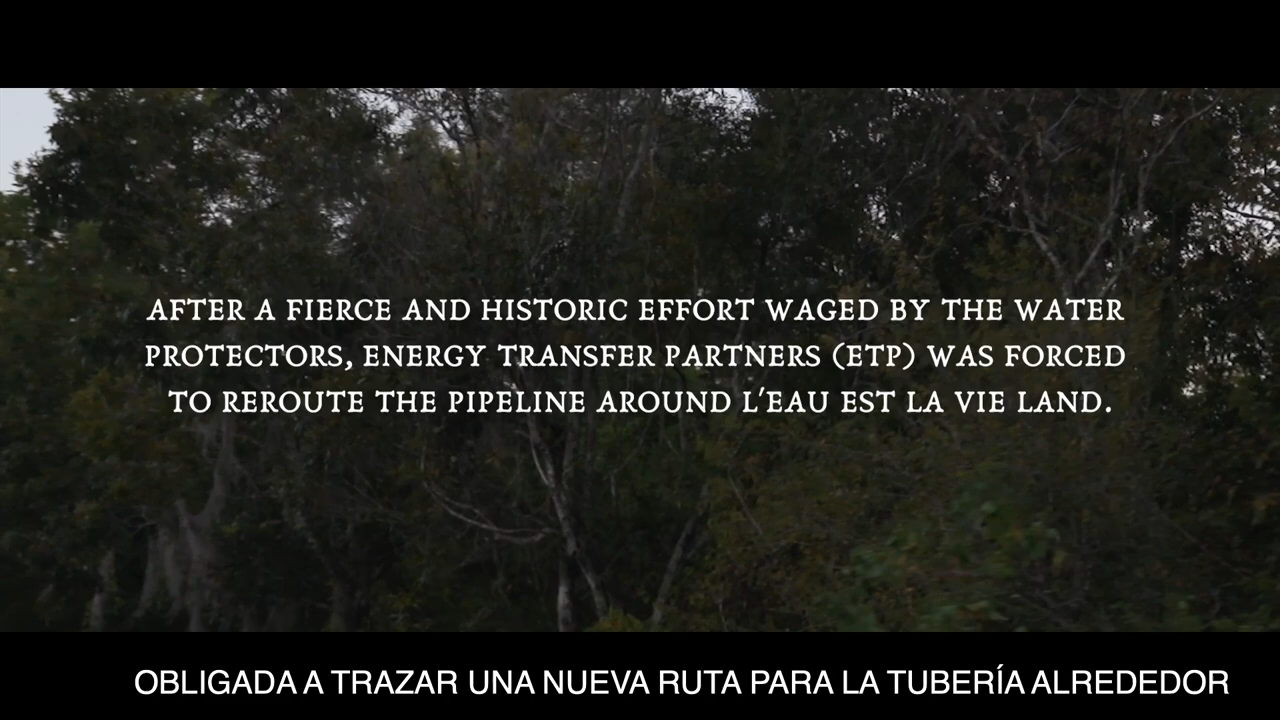 AFTER A FIERCE AND HISTORIC EFFORT WAGED BY THE WATER
PROTECTORS, ENERGY TRANSFER PARTNERS (ETP) WAS FORCED
TO REROUTE THE PIPELINE AROUND L'EAU EST LA VIE LAND.
OBLIGADA A TRAZAR UNA NUEVA RUTA PARA LA TUBERÍA ALREDEDOR